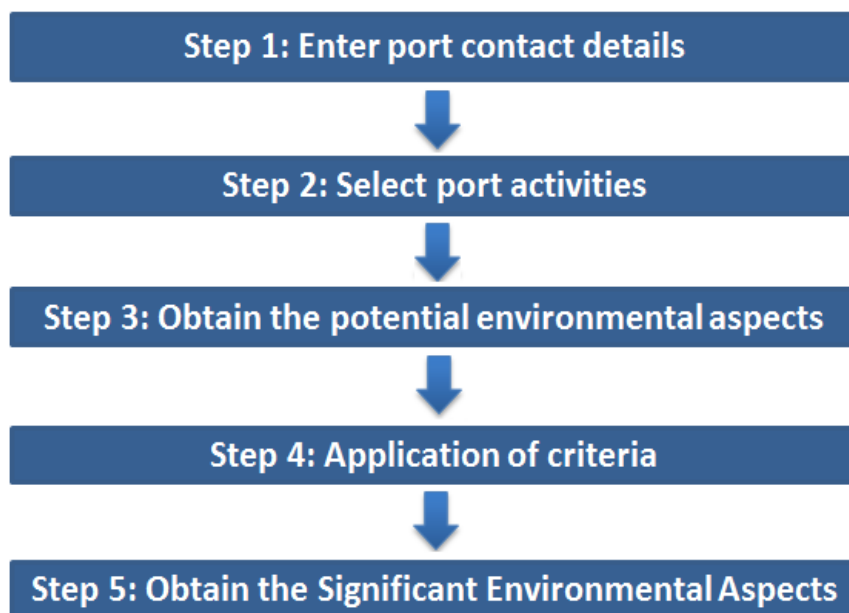 Step 1: Enter port contact details
Step 2: Select port activities
Step 3: Obtain the potential environmental aspects
Step 4: Application of criteria
Step 5: Obtain the Significant Environmental Aspects